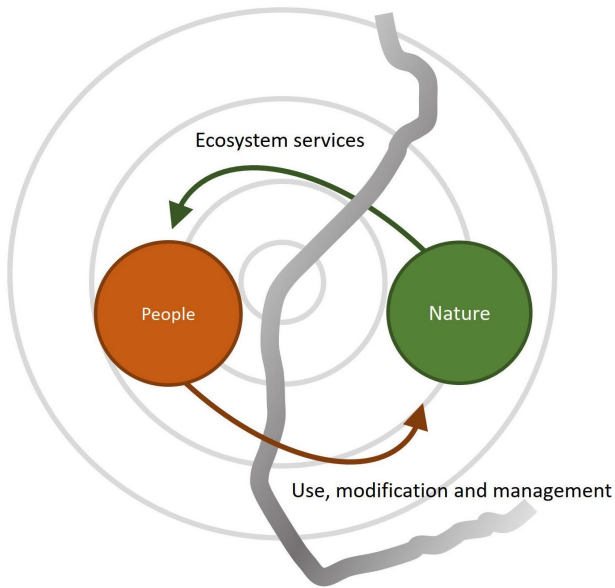 Ecosystem services
People
Nature
Use, modification and management